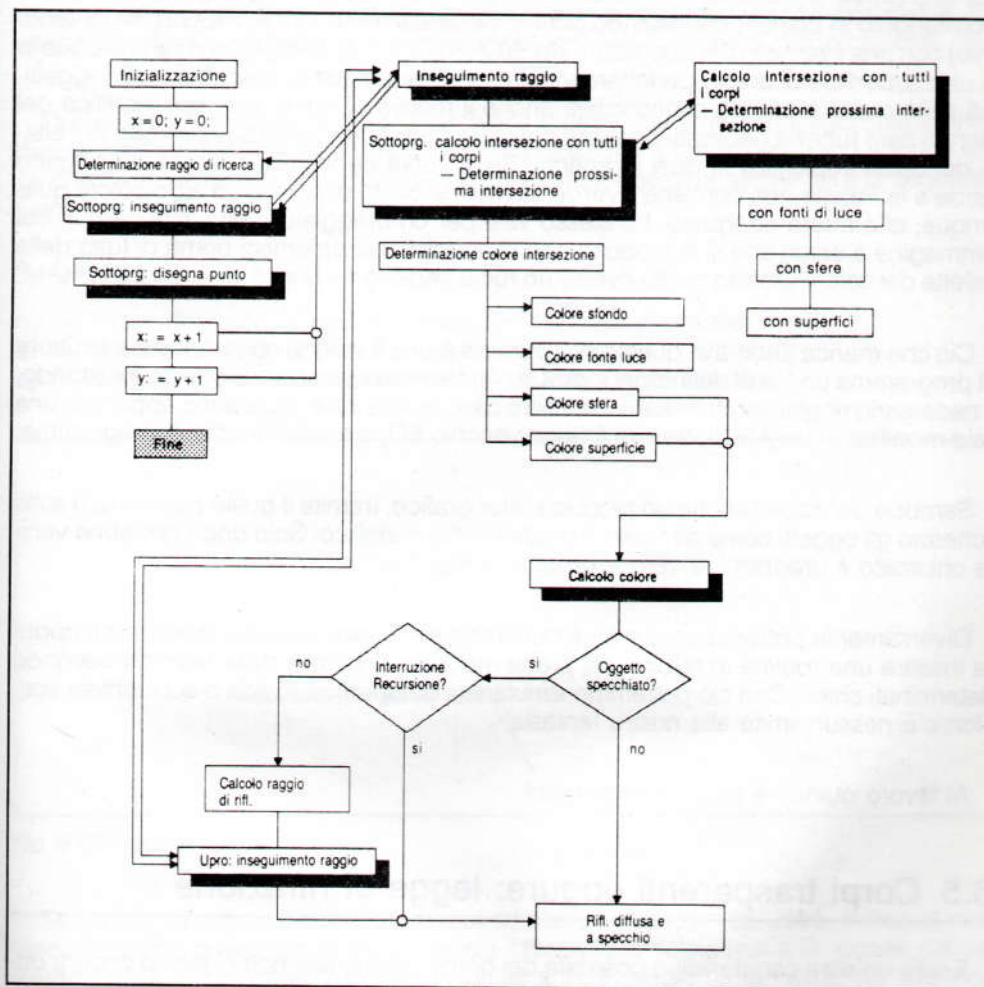 Inizializzazione
x = 0; y = 0;
Determinazione raggio di ricerca
Sottoprg: inseguimento raggio
Sottoprg: disegna punto
x: = x + 1
y: = y + 1
Fine
Inseguimento raggio
Sottoprg. calcolo intersezione con tutti
i corpi
— Determinazione prossi-
ma intersezione
Determinazione colore intersezione
Colore sfondo
Colore fonte luce
Colore sfera
Colore superficie
Calcolo intersezione con tutti
i corpi
— Determinazione prossima inter-
sezione
con fonti di luce
con sfere
con superfici
Calcolo colore
Oggetto
specchiato?
si
no
Interruzione
Recursione?
no
si
Calcolo raggio
di rifl.
Upro: inseguimento raggio
Rifl. diffusa e
a specchio